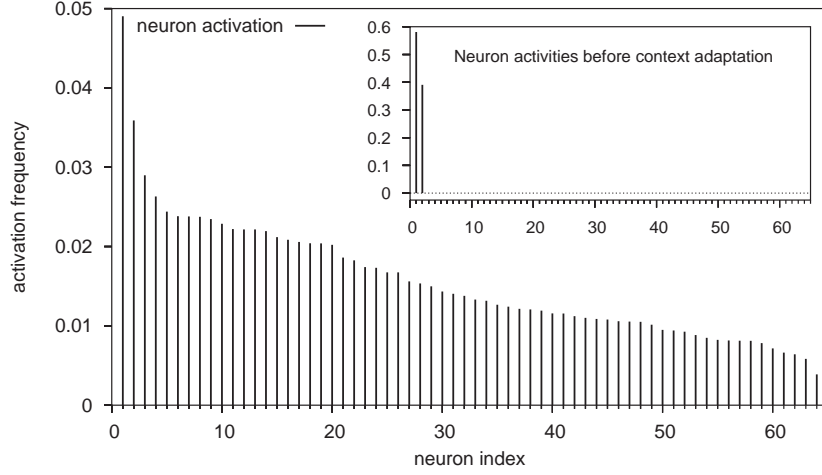 0.05
0.04
0.03
0.02
0.01
0
activation frequency
0 10 20 30 40 50 60
neuron index
neuron activation
Neuron activities before context adaptation
0.6
0.5
0.4
0.3
0.2
0.1
0
0 10 20 30 40 50 60